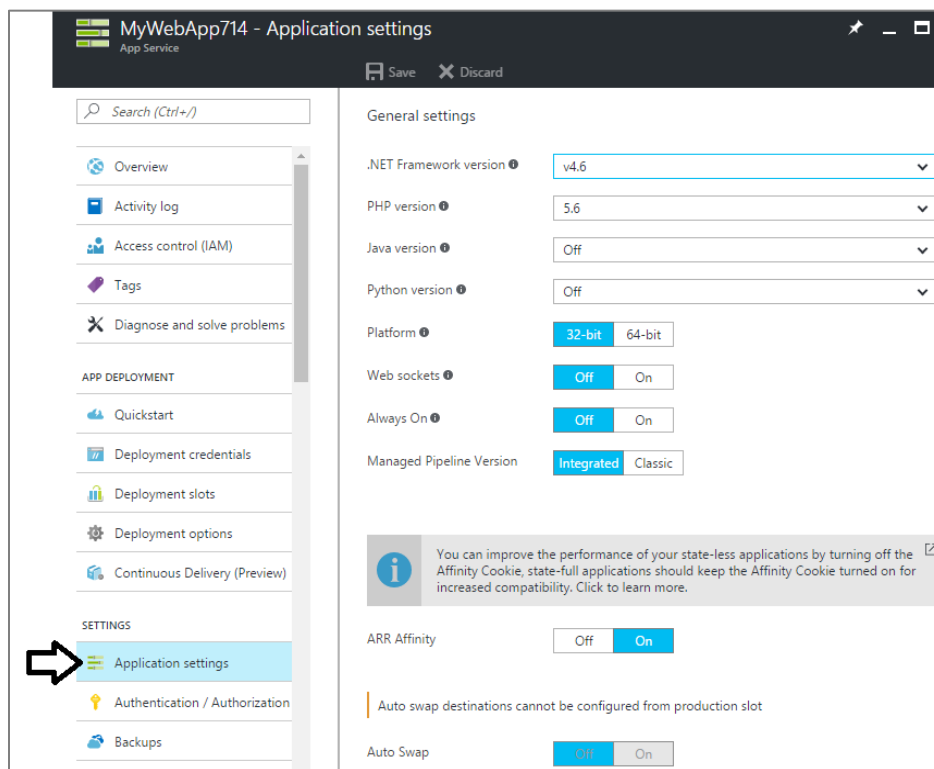 MyWebApp714 - Application settings
App Service
Save Discard
Search (Ctrl+/)
Overview
Activity log
Access control (IAM)
Tags
Diagnose and solve problems
APP DEPLOYMENT
Quickstart
Deployment credentials
Deployment slots
Deployment options
Continuous Delivery (Preview)
SETTINGS
Application settings
Authentication / Authorization
Backups
General settings
.NET Framework version v4.6
PHP version 5.6
Java version Off
Python version Off
Platform 32-bit 64-bit
Web sockets Off On
Always On Off On
Managed Pipeline Version Integrated Classic
You can improve the performance of your state-less applications by turning off the
Affinity Cookie, state-full applications should keep the Affinity Cookie turned on for
increased compatibility. Click to learn more.
ARR Affinity Off On
Auto swap destinations cannot be configured from production slot
Auto Swap Off On